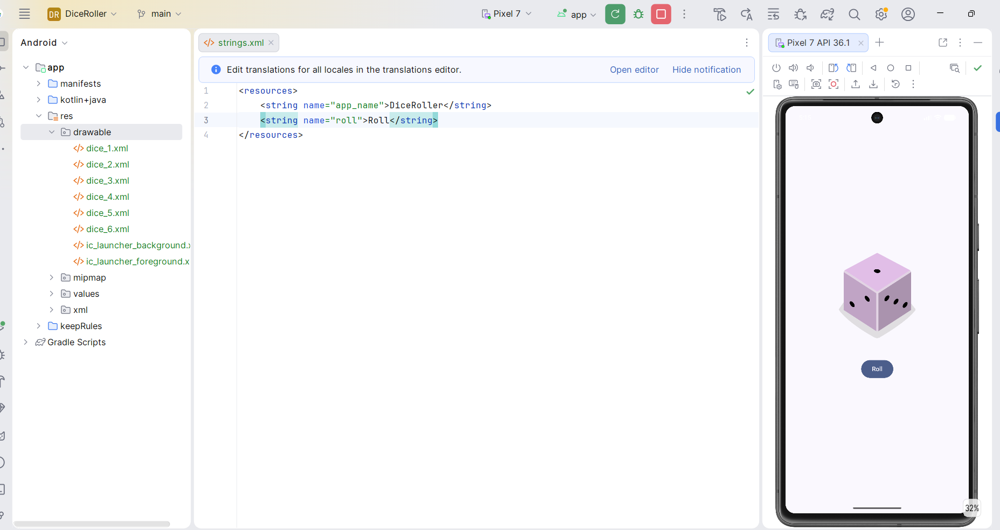 DR DiceRoller main Pixel 7 app
Android
app
manifests
kotlin+java
res
drawable
dice_1.xml
dice_2.xml
dice_3.xml
dice_4.xml
dice_5.xml
dice_6.xml
ic_launcher_background.x
ic_launcher_foreground.x
mipmap
values
xml
keepRules
Gradle Scripts
strings.xml
Edit translations for all locales in the translations editor. Open editor Hide notification
1 <resources>
2 <string name="app_name">DiceRoller</string>
3 <string name="roll">Roll</string>
4 </resources>
Pixel 7 API 36.1
Roll
32%